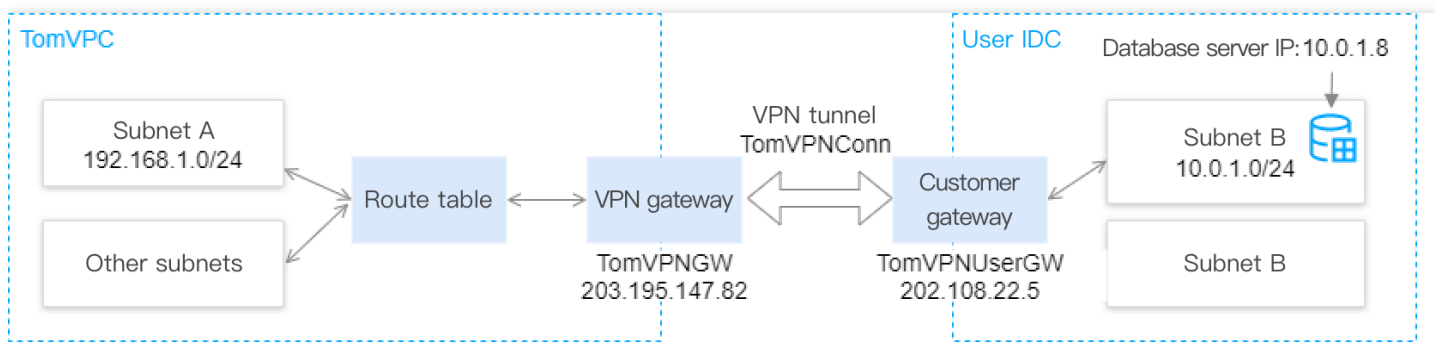 TomVPC
User IDC
Database server IP:10.0.1.8
Subnet A
192.168.1.0/24
Other subnets
Route table
VPN gateway
TomVPNGW
203.195.147.82
VPN tunnel
TomVPNConn
Customer
gateway
TomVPNUserGW
202.108.22.5
Subnet B
10.0.1.0/24
Subnet B